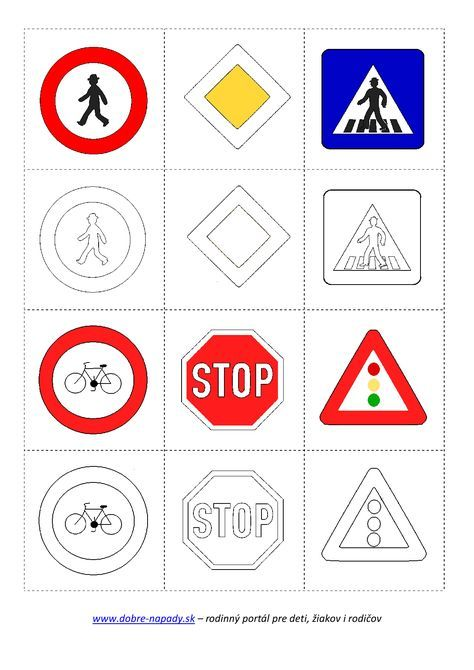 STOP
STOP
www.dobre-napady.sk – rodinný portál pre deti, žiakov i rodičov